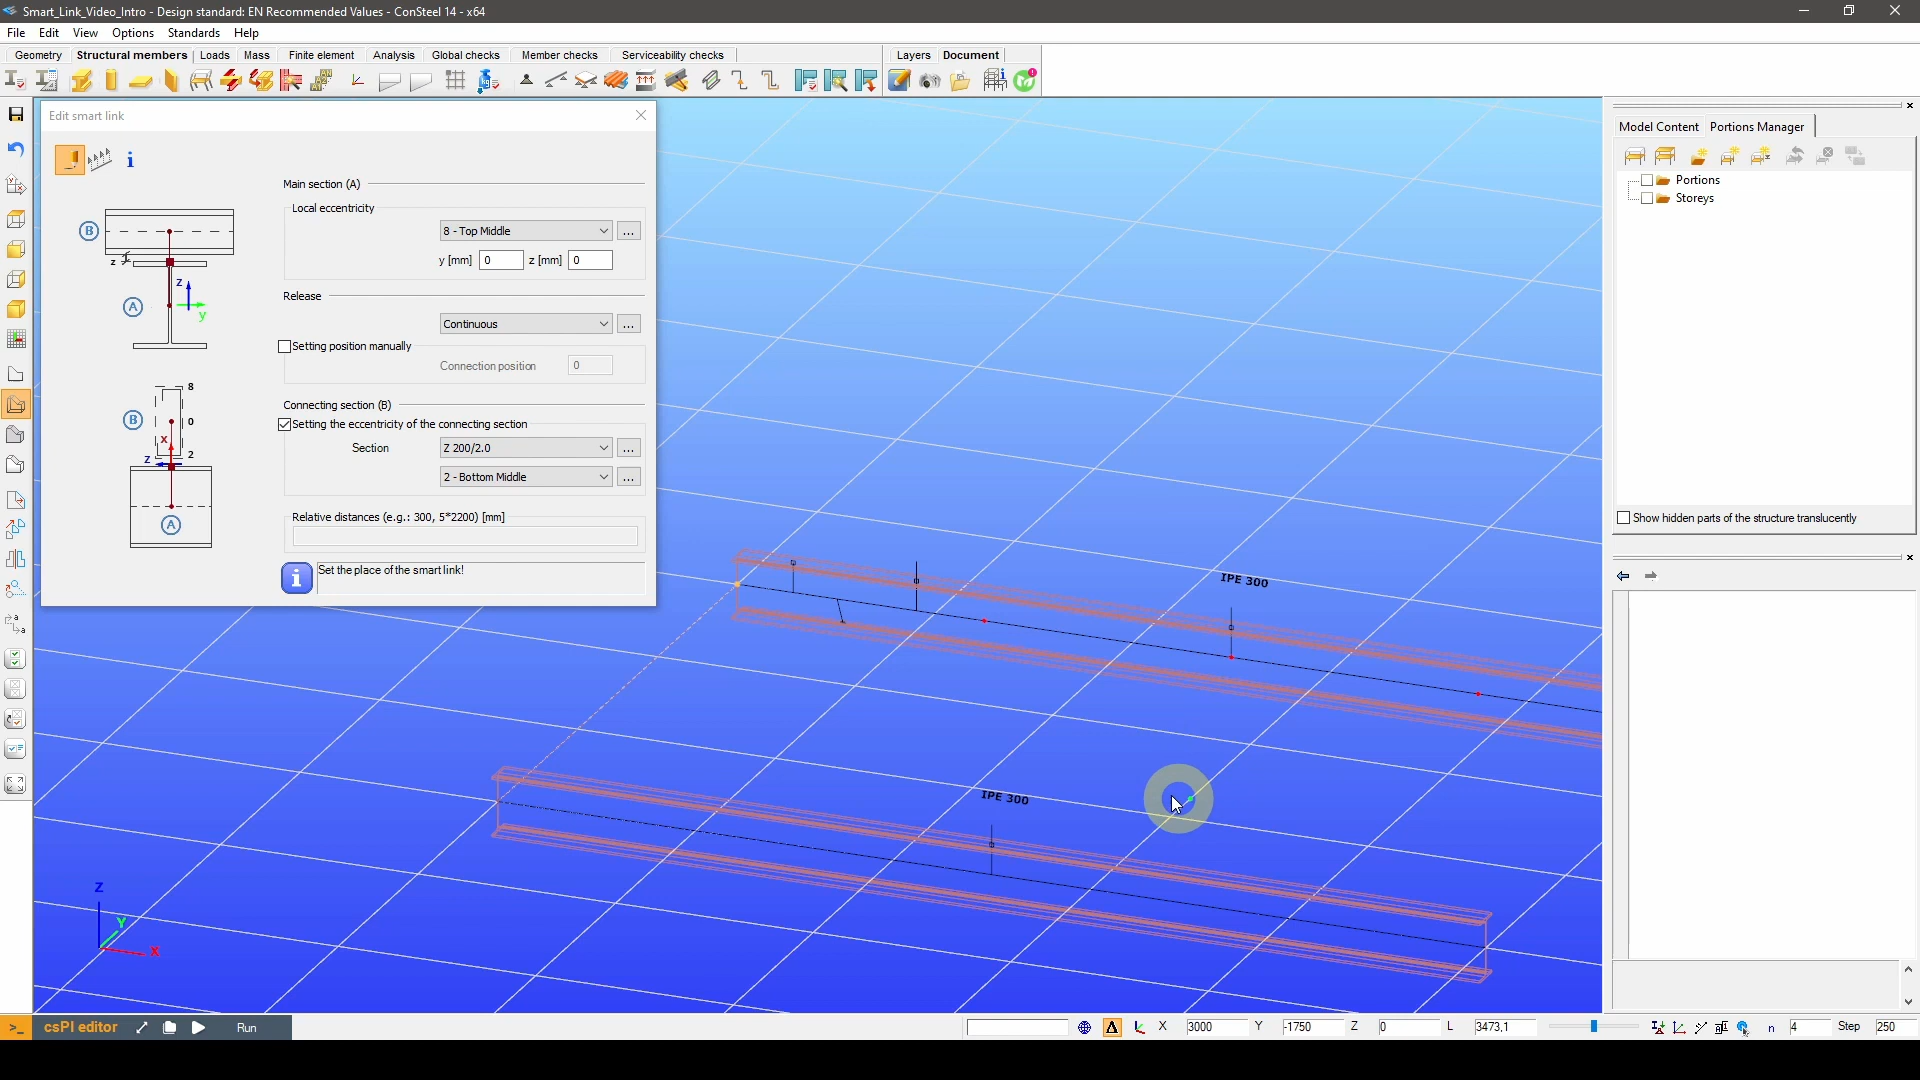 Smart_Link_Video_Intro - Design standard: EN Recommended Values - ConSteel 14 - x64
File Edit View Options Standards Help
Geometry Structural members Loads Mass Finite element Analysis Global checks Member checks Serviceability checks Layers Document
Edit smart link
Model Content Portions Manager
Portions
Storeys
Main section (A)
Local eccentricity
8 - Top Middle ...
y [mm] 0 z [mm] 0
Release
Continuous ...
Setting position manually
Connection position 0
Connecting section (B)
Setting the eccentricity of the connecting section
Section Z 200/2.0 ...
2 - Bottom Middle ...
Relative distances (e.g.: 300, 5*2200) [mm]
Set the place of the smart link!
B
z
A
z
y
8
B
0
x
2
z
A
Show hidden parts of the structure translucently
IPE 300
IPE 300
Z
Y
X
>_ csPI editor Run
X 3000 Y -1750 Z 0 L 3473,1 n 4 Step 250